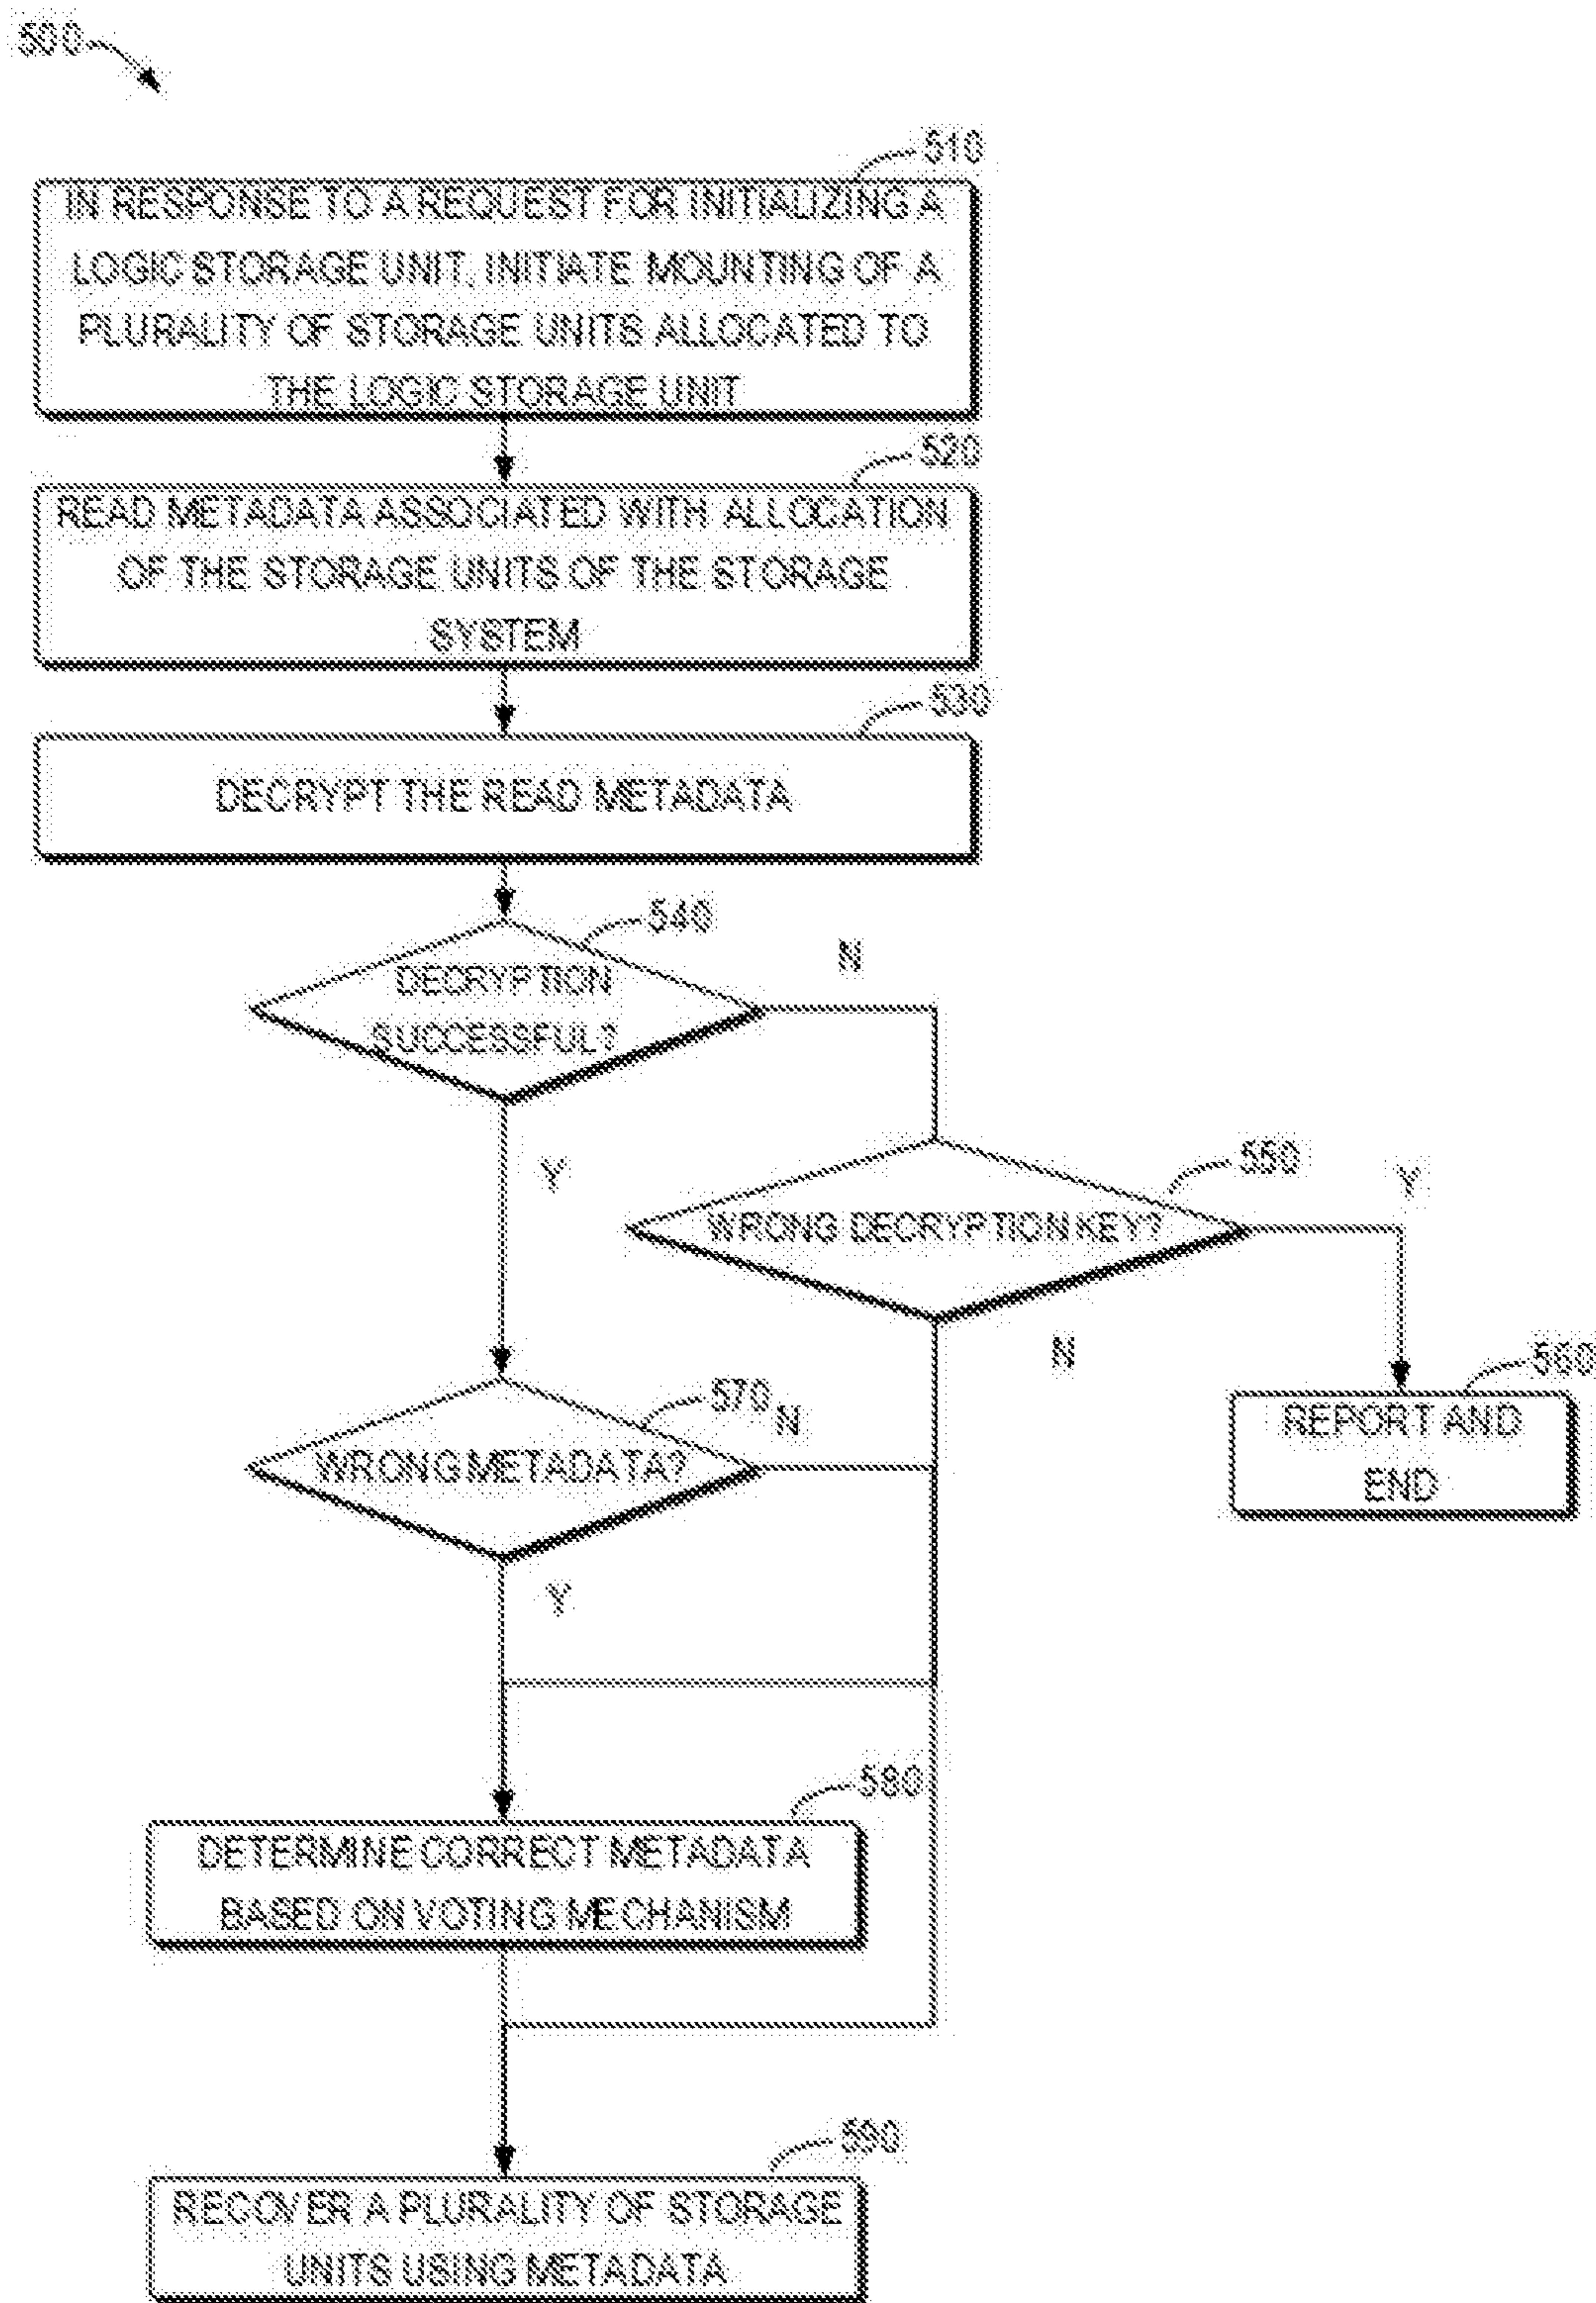 500
510
IN RESPONSE TO A REQUEST FOR INITIALIZING A
LOGIC STORAGE UNIT, INITIATE MOUNTING OF A
PLURALITY OF STORAGE UNITS ALLOCATED TO
THE LOGIC STORAGE UNIT
520
READ METADATA ASSOCIATED WITH ALLOCATION
OF THE STORAGE UNITS OF THE STORAGE
SYSTEM
530
DECRYPT THE READ METADATA
540
N
DECRYPTION
SUCCESSFUL?
Y
550
Y
WRONG DECRYPTION KEY?
N
560
REPORT AND
END
570
N
WRONG METADATA?
Y
580
DETERMINE CORRECT METADATA
BASED ON VOTING MECHANISM
590
RECOVER A PLURALITY OF STORAGE
UNITS USING METADATA